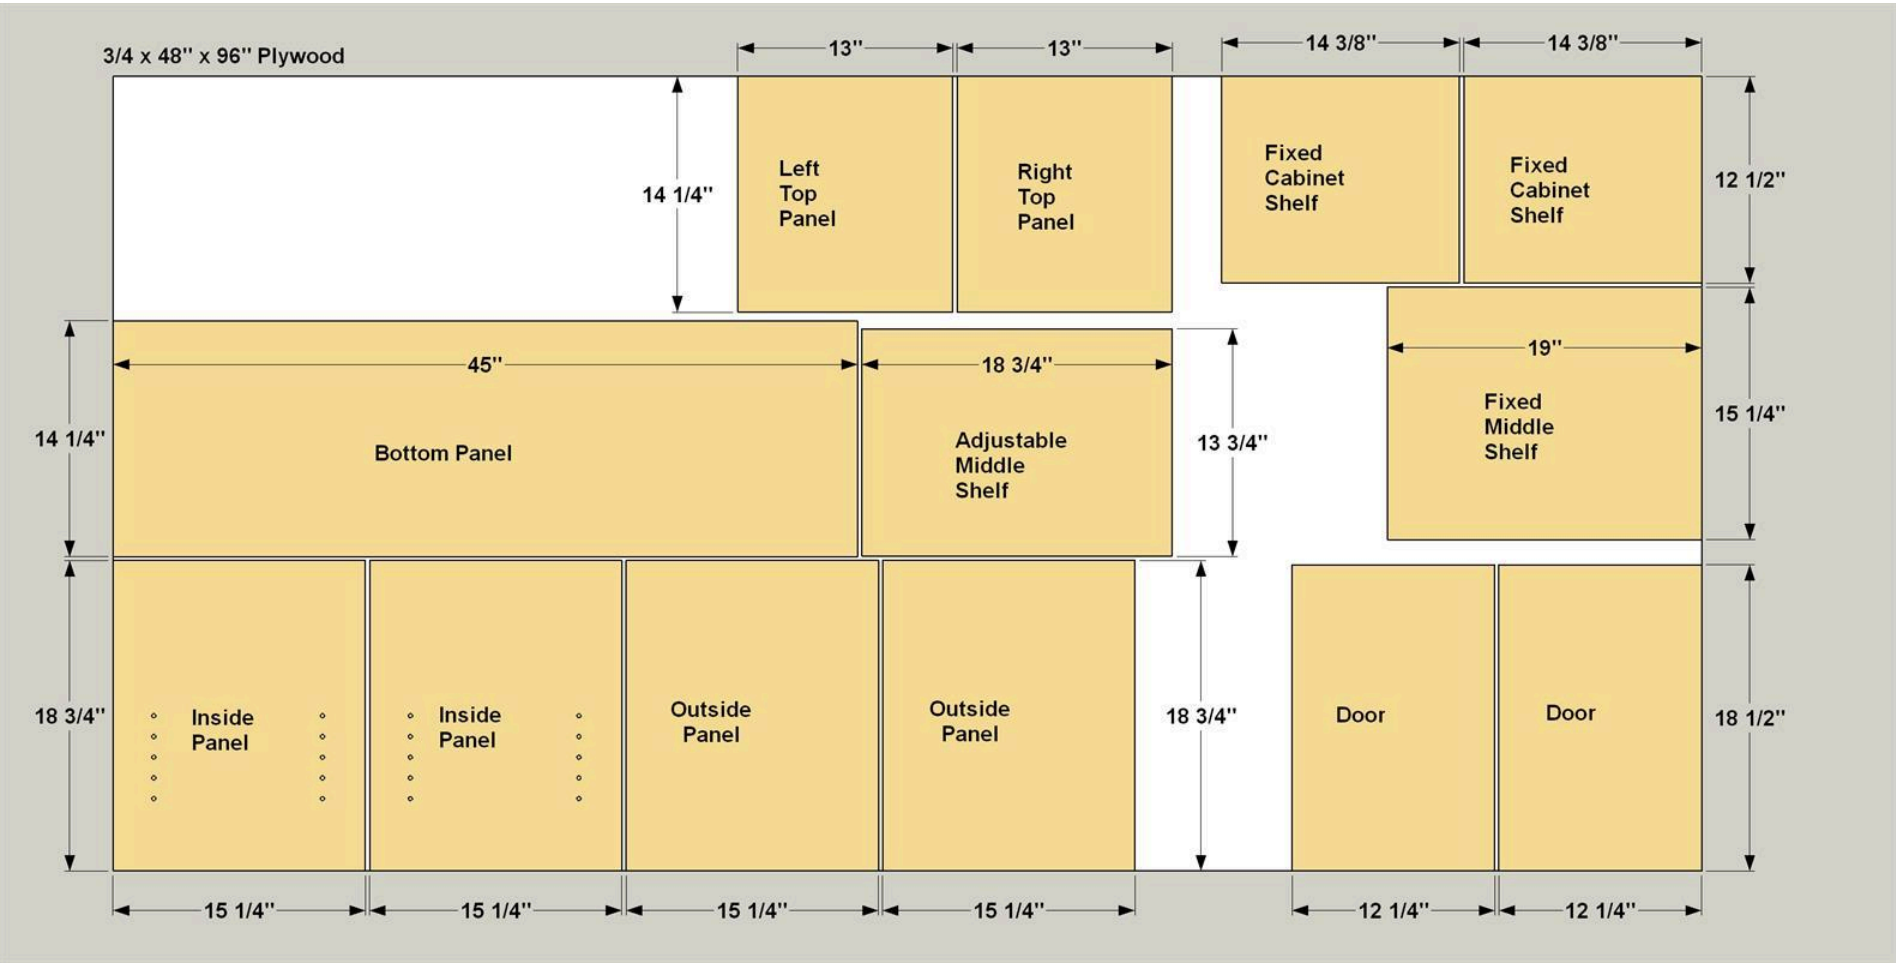 3/4 x 48" x 96" Plywood
13"
13"
14 3/8"
14 3/8"
14 1/4"
Left
Top
Panel
Right
Top
Panel
Fixed
Cabinet
Shelf
Fixed
Cabinet
Shelf
12 1/2"
45"
18 3/4"
19"
14 1/4"
Bottom Panel
Adjustable
Middle
Shelf
13 3/4"
Fixed
Middle
Shelf
15 1/4"
18 3/4"
Inside
Panel
Inside
Panel
Outside
Panel
Outside
Panel
18 3/4"
Door
Door
18 1/2"
15 1/4"
15 1/4"
15 1/4"
15 1/4"
12 1/4"
12 1/4"